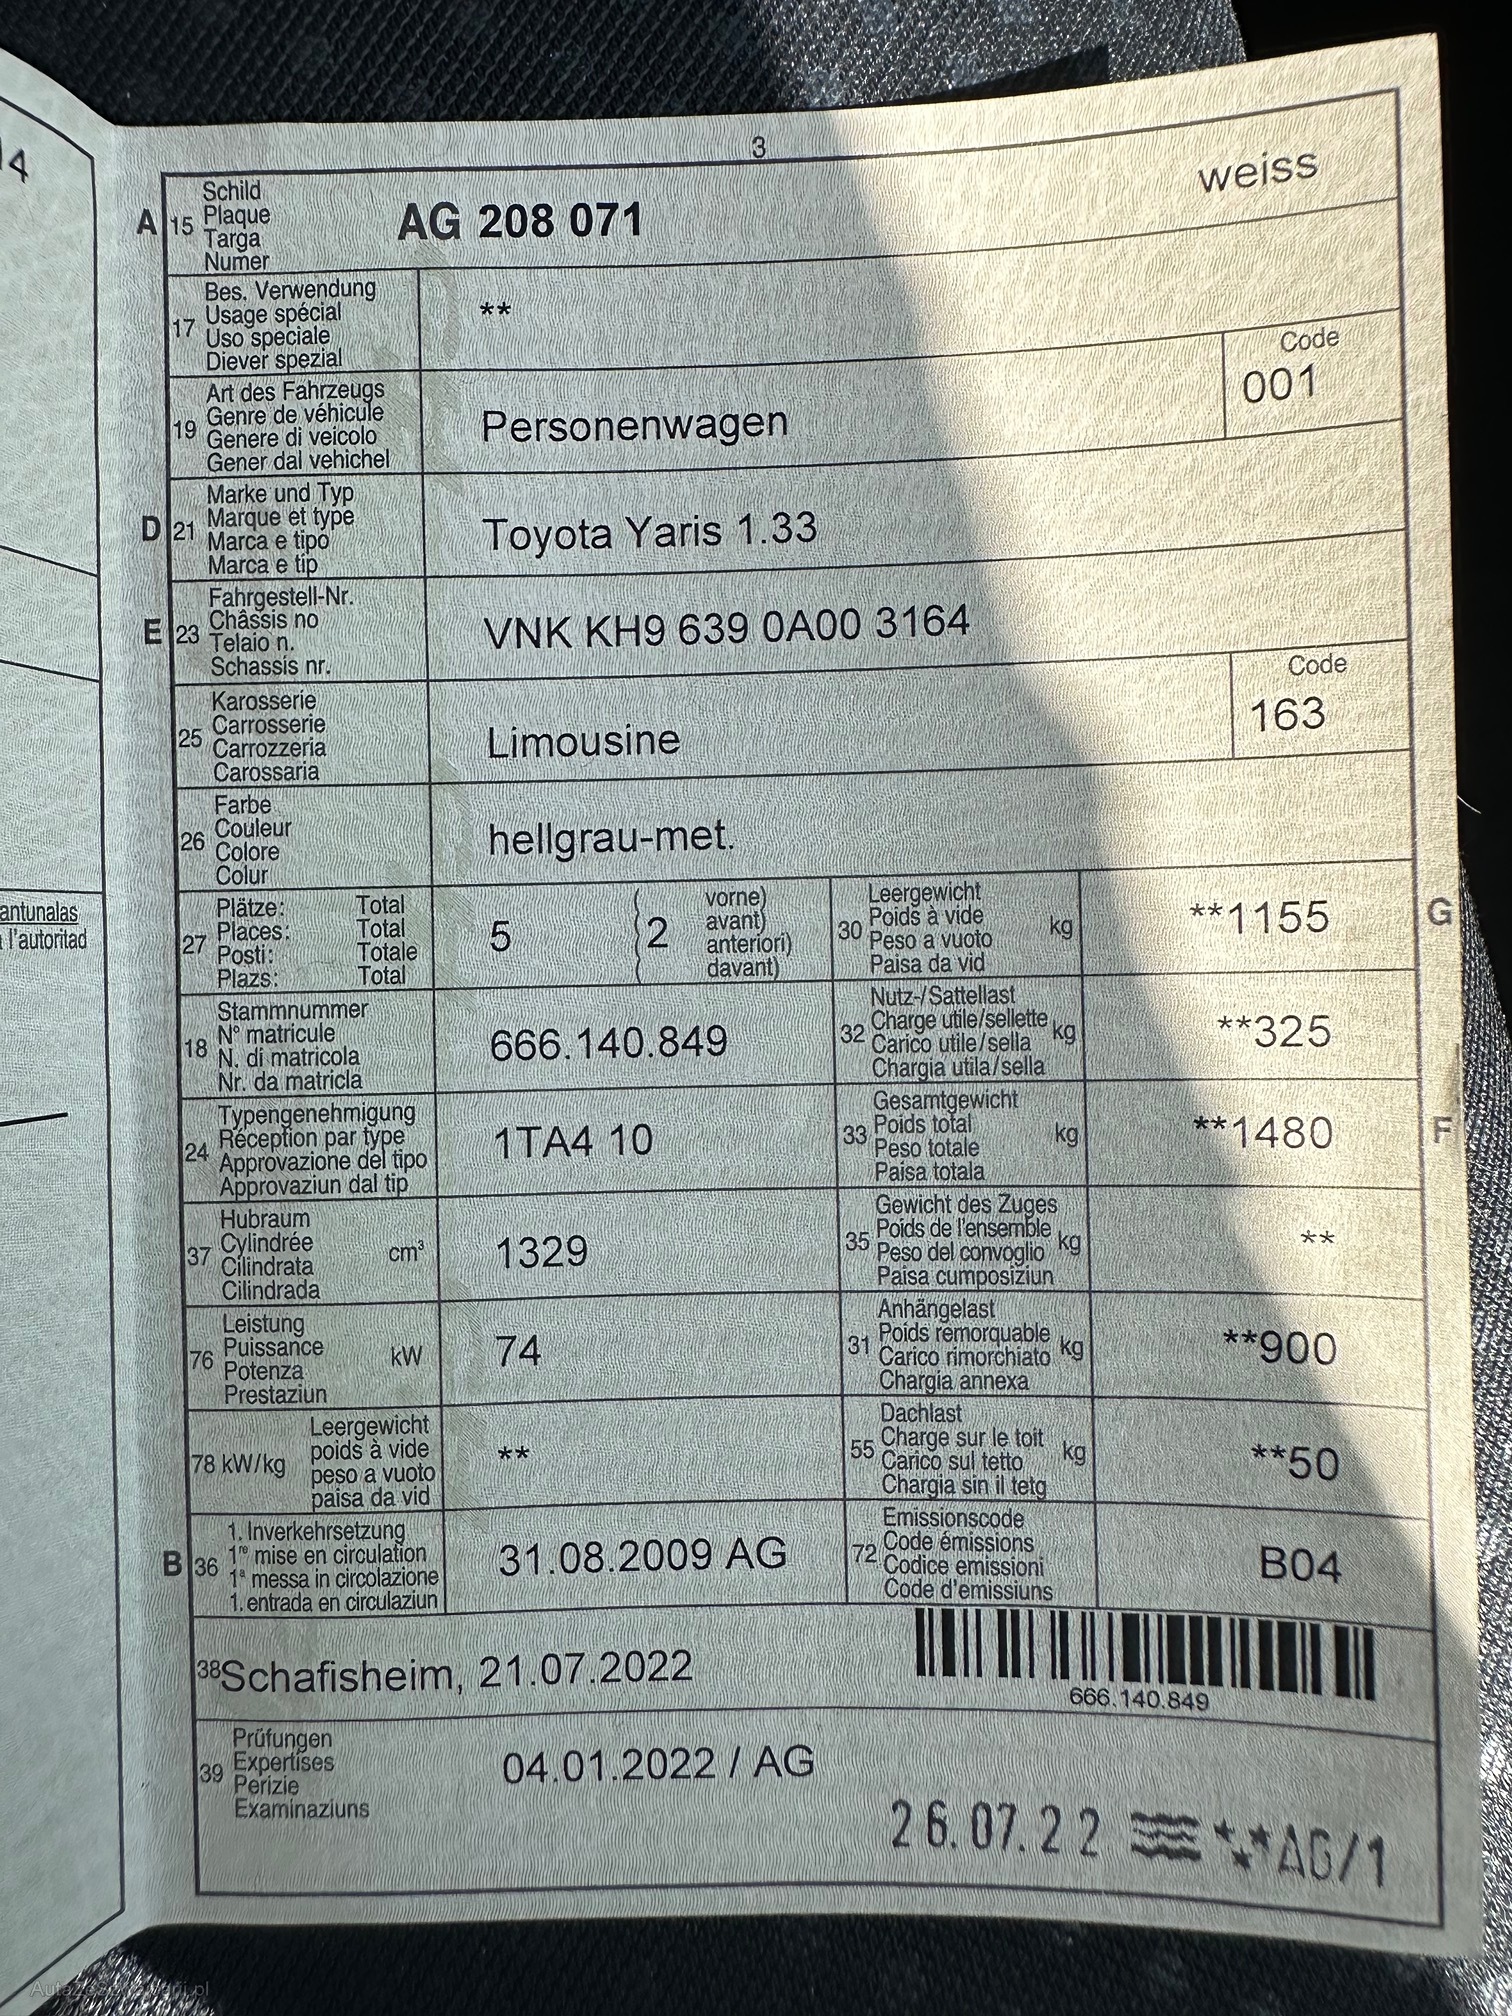 14
3
A 15 Schild
Plaque
Targa
Numer
AG 208 071
weiss
17 Bes. Verwendung
Usage spécial
Uso speciale
Diever spezial
**
19 Art des Fahrzeugs
Genre de véhicule
Genere di veicolo
Gener dal vehichel
Personenwagen
Code
001
D 21 Marke und Typ
Marque et type
Marca e tipo
Marca e tip
Toyota Yaris 1.33
E 23 Fahrgestell-Nr.
Châssis no
Telaio n.
Schassis nr.
VNK KH9 639 0A00 3164
25 Karosserie
Carrosserie
Carrozzeria
Carossaria
Limousine
Code
163
26 Farbe
Couleur
Colore
Colur
hellgrau-met.
antunalas
l'autoritad
27 Plätze: Total
Places: Total
Posti: Totale
Plazs: Total
5 ( 2 vorne)
avant)
anteriori)
davant)
30 Leergewicht
Poids à vide kg
Peso a vuoto
Paisa da vid
**1155
G
18 Stammnummer
N° matricule
N. di matricola
Nr. da matricla
666.140.849
32 Nutz-/Sattellast
Charge utile/sellette kg
Carico utile/sella
Chargia utila/sella
**325
24 Typengenehmigung
Réception par type
Approvazione del tipo
Approvaziun dal tip
1TA4 10
33 Gesamtgewicht
Poids total kg
Peso totale
Paisa totala
**1480
F
37 Hubraum
Cylindrée cm³
Cilindrata
Cilindrada
1329
35 Gewicht des Zuges
Poids de l'ensemble kg
Peso del convoglio
Paisa cumposiziun
**
76 Leistung
Puissance kW
Potenza
Prestaziun
74
31 Anhängelast
Poids remorquable kg
Carico rimorchiato
Chargia annexa
**900
78 kW/kg Leergewicht
poids à vide
peso a vuoto
paisa da vid
**
55 Dachlast
Charge sur le toit kg
Carico sul tetto
Chargia sin il tetg
**50
B 36 1. Inverkehrsetzung
1re mise en circulation
1a messa in circolazione
1. entrada en circulaziun
31.08.2009 AG
72 Emissionscode
Code émissions
Codice emissioni
Code d'emissiuns
B04
38 Schafisheim, 21.07.2022
666.140.849
39 Prüfungen
Expertises
Perizie
Examinaziuns
04.01.2022 / AG
26.07.22 **AG/1